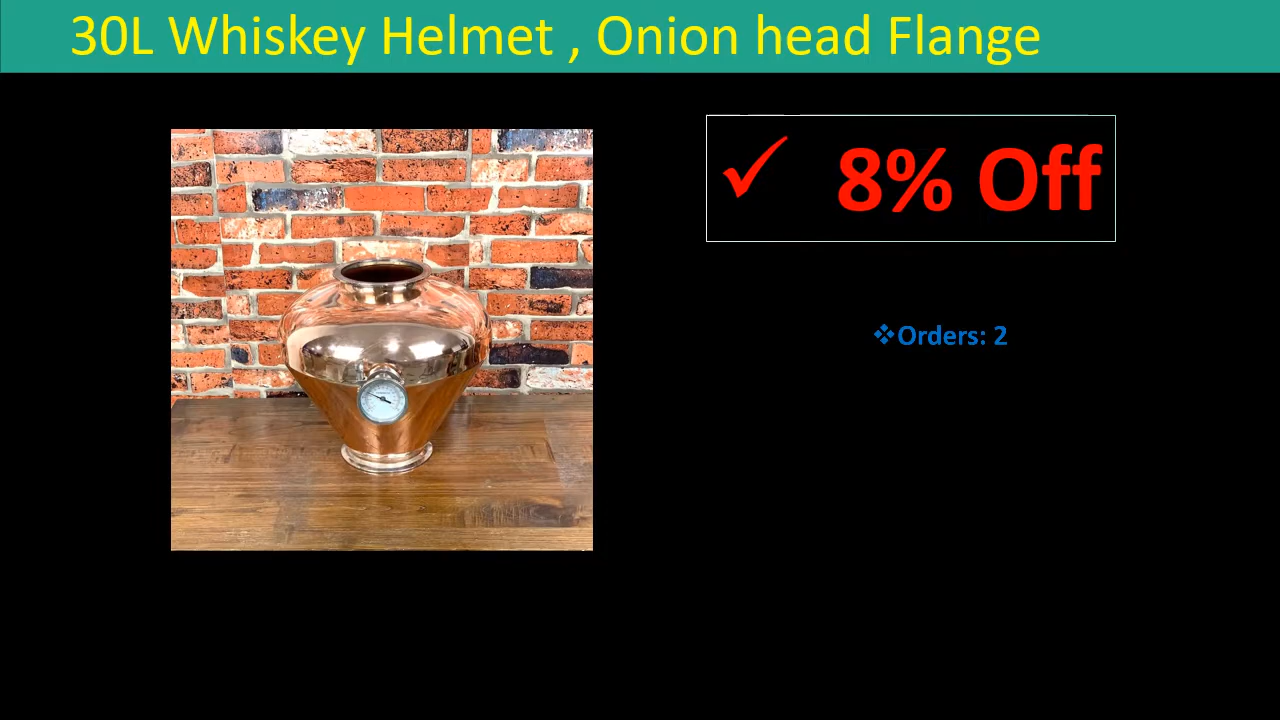 30L Whiskey Helmet , Onion head Flange
✓ 8% Off
❖Orders: 2